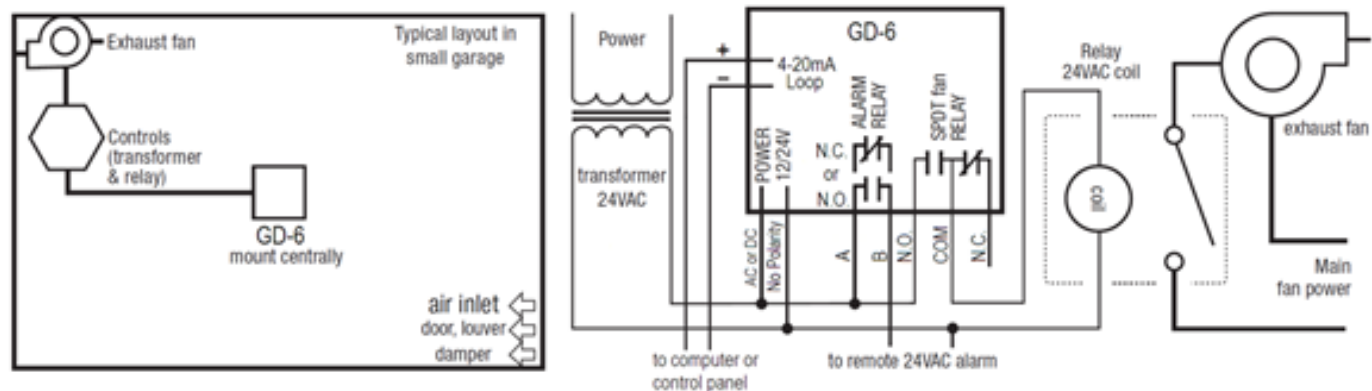 Exhaust fan
Typical layout in
small garage
Controls
(transformer
& relay)
GD-6
mount centrally
air inlet
door, louver
damper
Power
transformer
24VAC
+
4-20mA
–
Loop
GD-6
POWER
12/24V
ALARM
RELAY
N.C.
or
N.O.
SPDT fan
RELAY
AC or DC
No Polarity
A
B
N.O.
COM
N.C.
to computer or
control panel
to remote 24VAC alarm
Relay
24VAC coil
coil
exhaust fan
Main
fan power